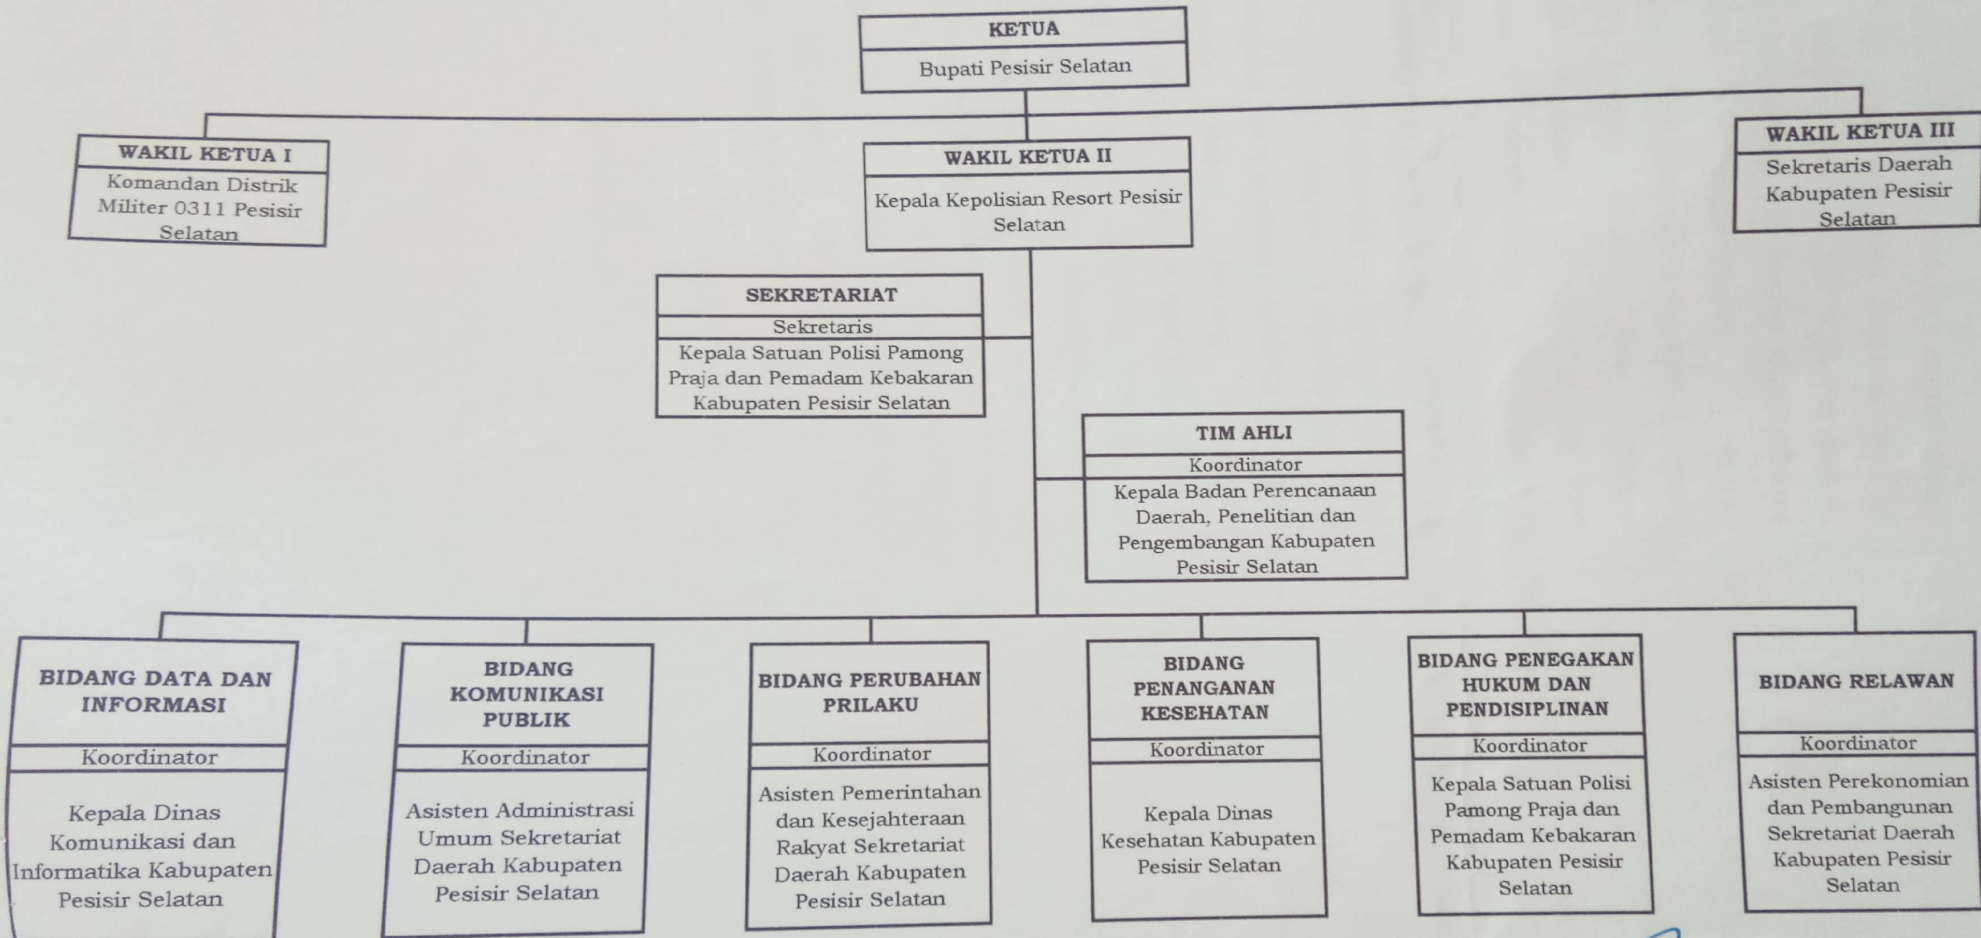 KETUA
Bupati Pesisir Selatan
WAKIL KETUA I
Komandan Distrik
Militer 0311 Pesisir
Selatan
WAKIL KETUA II
Kepala Kepolisian Resort Pesisir
Selatan
WAKIL KETUA III
Sekretaris Daerah
Kabupaten Pesisir
Selatan
SEKRETARIAT
Sekretaris
Kepala Satuan Polisi Pamong
Praja dan Pemadam Kebakaran
Kabupaten Pesisir Selatan
TIM AHLI
Koordinator
Kepala Badan Perencanaan
Daerah, Penelitian dan
Pengembangan Kabupaten
Pesisir Selatan
BIDANG DATA DAN
INFORMASI
Koordinator
Kepala Dinas
Komunikasi dan
Informatika Kabupaten
Pesisir Selatan
BIDANG
KOMUNIKASI
PUBLIK
Koordinator
Asisten Administrasi
Umum Sekretariat
Daerah Kabupaten
Pesisir Selatan
BIDANG PERUBAHAN
PRILAKU
Koordinator
Asisten Pemerintahan
dan Kesejahteraan
Rakyat Sekretariat
Daerah Kabupaten
Pesisir Selatan
BIDANG
PENANGANAN
KESEHATAN
Koordinator
Kepala Dinas
Kesehatan Kabupaten
Pesisir Selatan
BIDANG PENEGAKAN
HUKUM DAN
PENDISIPLINAN
Koordinator
Kepala Satuan Polisi
Pamong Praja dan
Pemadam Kebakaran
Kabupaten Pesisir
Selatan
BIDANG RELAWAN
Koordinator
Asisten Perekonomian
dan Pembangunan
Sekretariat Daerah
Kabupaten Pesisir
Selatan